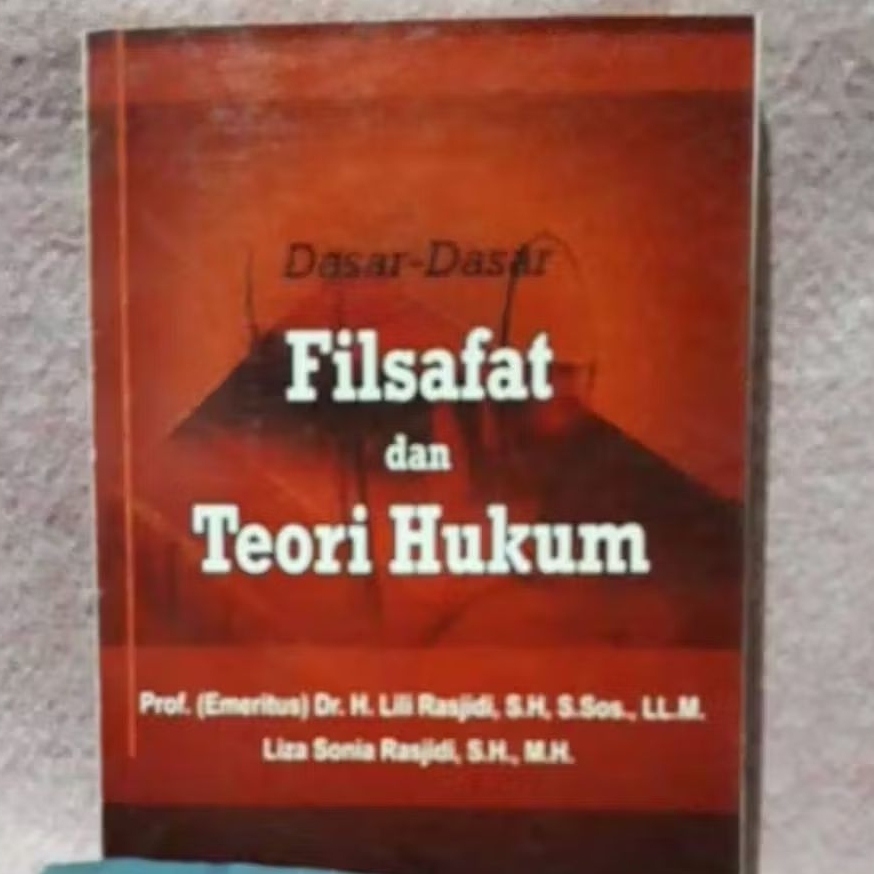 Dasar-Dasar
Filsafat
dan
Teori Hukum
Prof. (Emeritus) Dr. H. Lili Rasjidi, S.H, S.Sos., LL.M.
Liza Sonia Rasjidi, S.H., M.H.